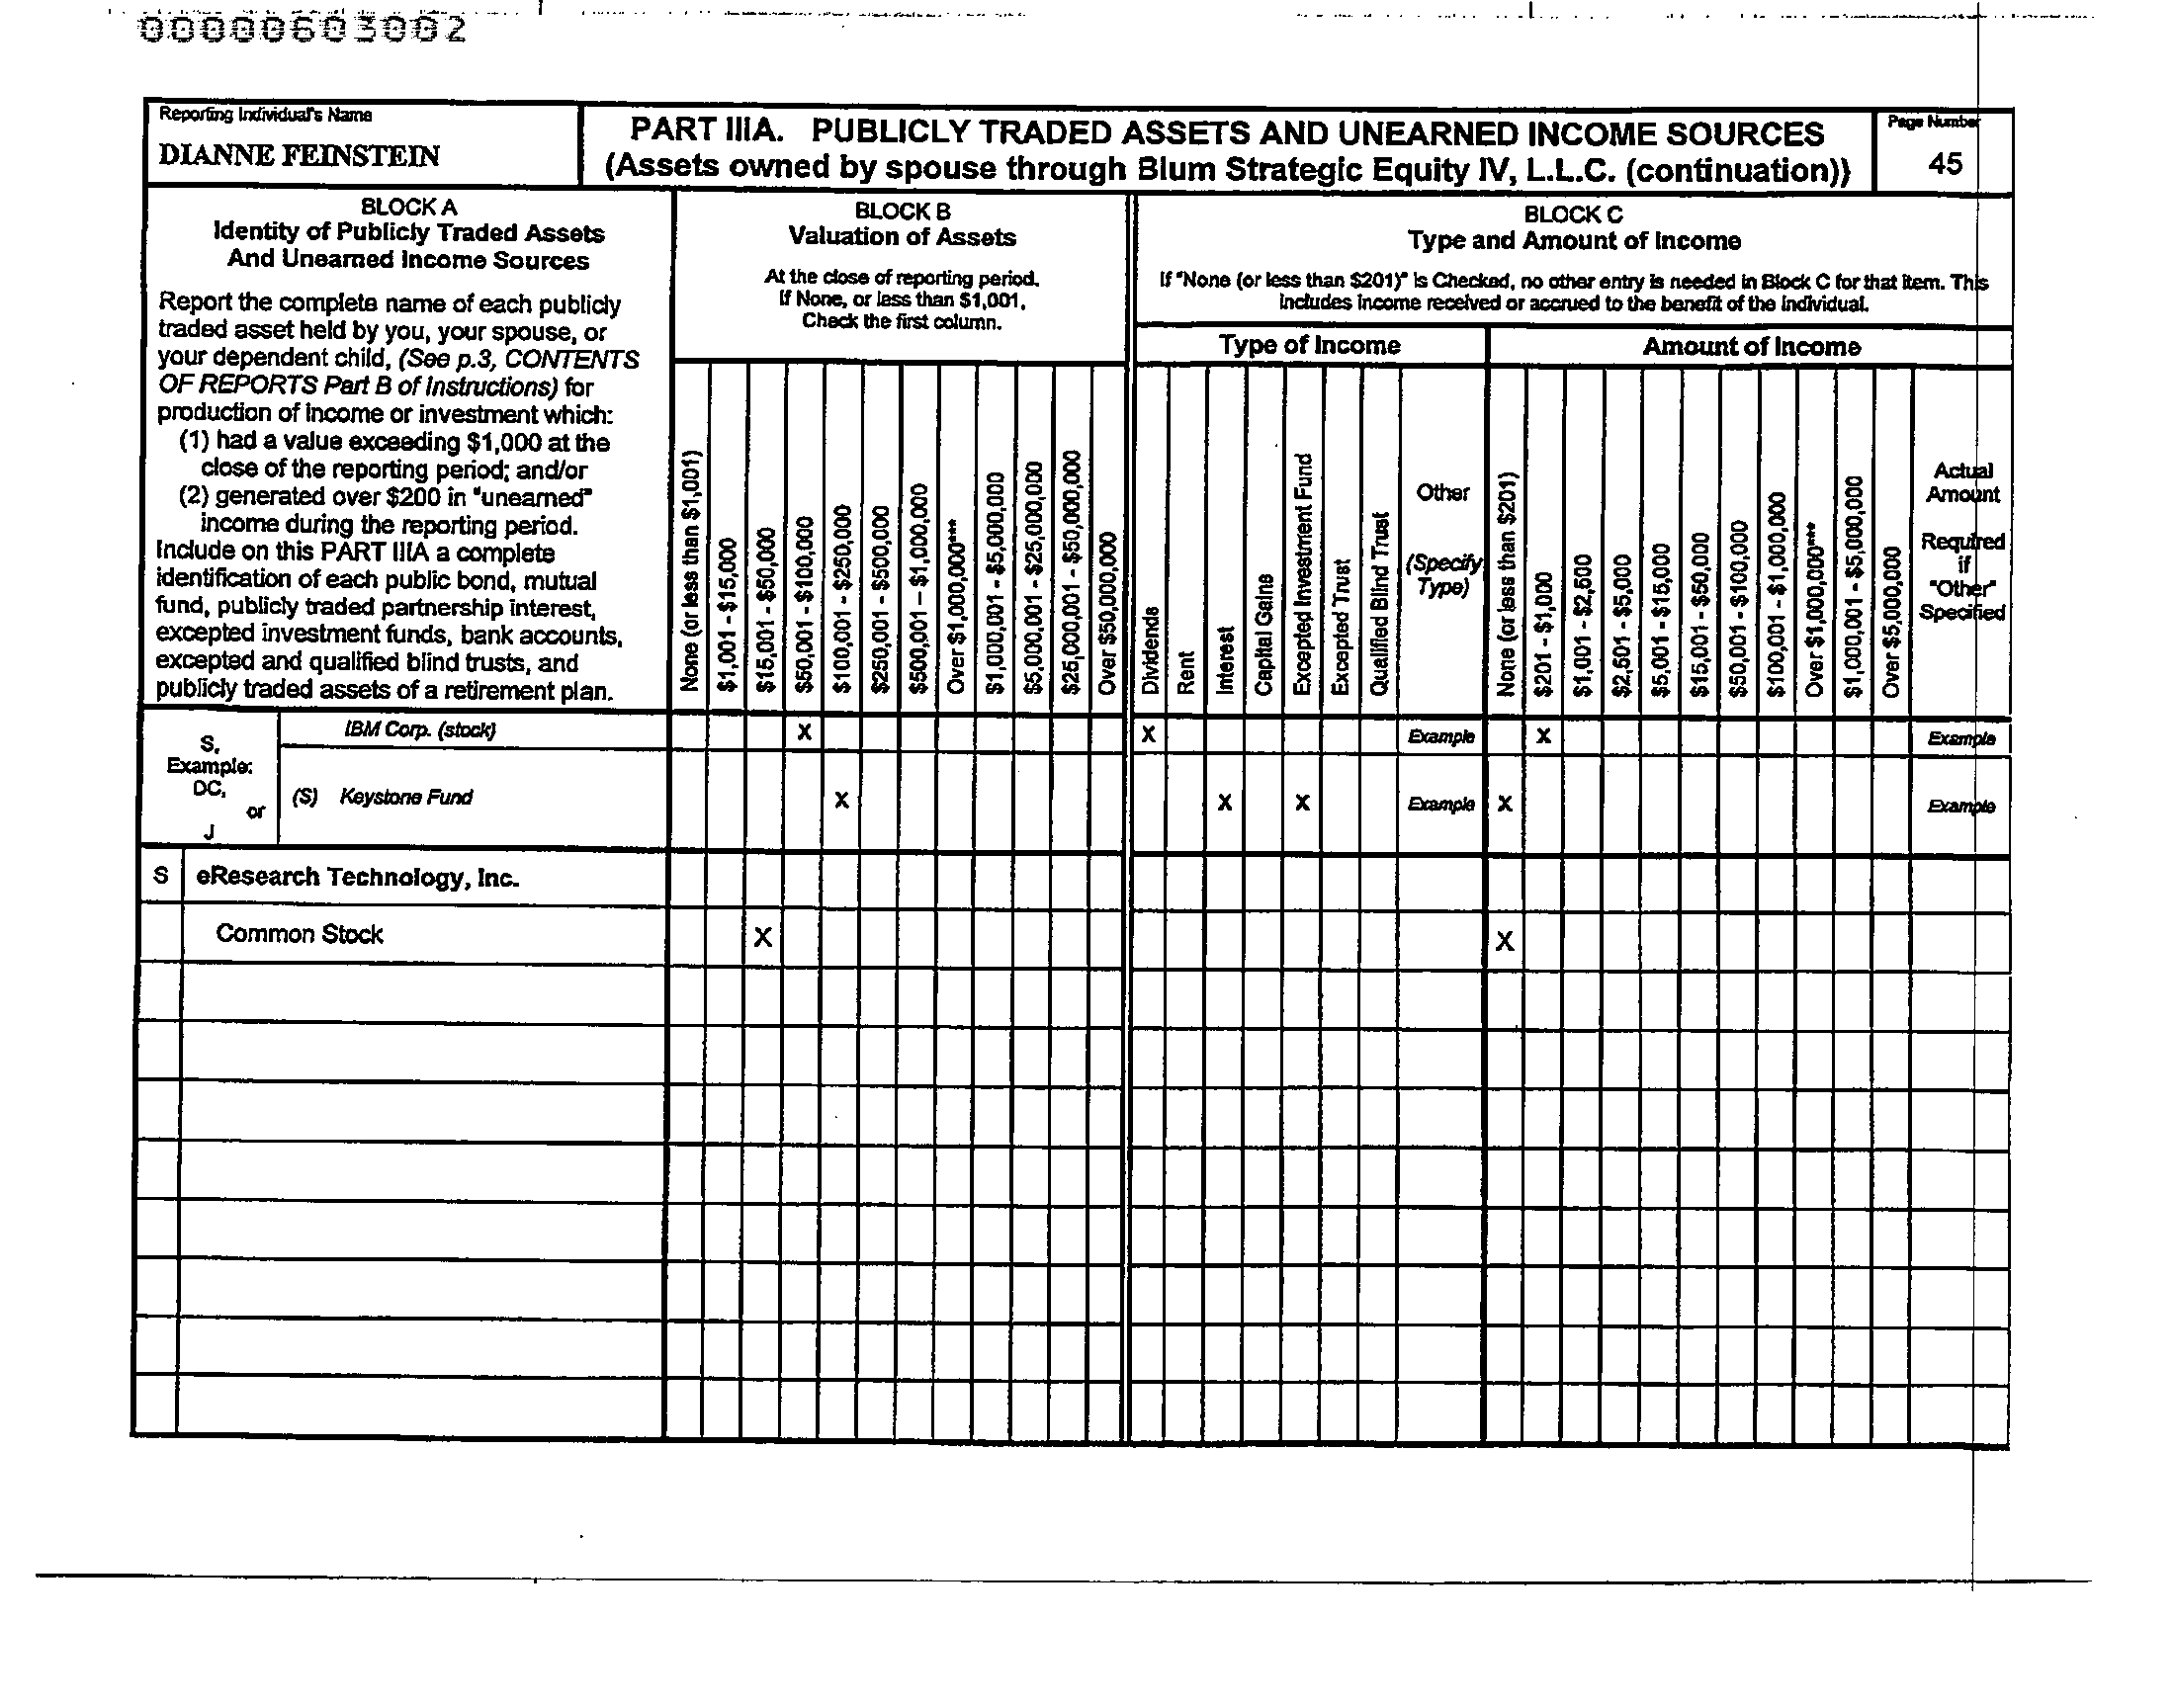 00000603002
Reporting Individual's Name
DIANNE FEINSTEIN
PART IIIA. PUBLICLY TRADED ASSETS AND UNEARNED INCOME SOURCES
(Assets owned by spouse through Blum Strategic Equity IV, L.L.C. (continuation))
Page Number
45
BLOCK A
Identity of Publicly Traded Assets
And Unearned Income Sources
Report the complete name of each publicly
traded asset held by you, your spouse, or
your dependent child, (See p.3, CONTENTS
OF REPORTS Part B of Instructions) for
production of income or investment which:
(1) had a value exceeding $1,000 at the
close of the reporting period; and/or
(2) generated over $200 in "unearned"
income during the reporting period.
Include on this PART IIIA a complete
identification of each public bond, mutual
fund, publicly traded partnership interest,
excepted investment funds, bank accounts,
excepted and qualified blind trusts, and
publicly traded assets of a retirement plan.
BLOCK B
Valuation of Assets
At the close of reporting period.
If None, or less than $1,001,
Check the first column.
None (or less than $1,001)
$1,001 - $15,000
$15,001 - $50,000
$50,001 - $100,000
$100,001 - $250,000
$250,001 - $500,000
$500,001 – $1,000,000
Over $1,000,000***
$1,000,001 - $5,000,000
$5,000,001 - $25,000,000
$25,000,001 - $50,000,000
Over $50,000,000
BLOCK C
Type and Amount of Income
If "None (or less than $201)" is Checked, no other entry is needed in Block C for that item. This
includes income received or accrued to the benefit of the individual.
Type of Income
Dividends
Rent
Interest
Capital Gains
Excepted Investment Fund
Excepted Trust
Qualified Blind Trust
Other
(Specify
Type)
Amount of Income
None (or less than $201)
$201 - $1,000
$1,001 - $2,500
$2,501 - $5,000
$5,001 - $15,000
$15,001 - $50,000
$50,001 - $100,000
$100,001 - $1,000,000
Over $1,000,000***
$1,000,001 - $5,000,000
Over $5,000,000
Actual
Amount
Required
if
"Other"
Specified
S,
Example:
DC,
or
J
IBM Corp. (stock) X X Example X Example
(S) Keystone Fund X X X Example X Example
S eResearch Technology, Inc.
Common Stock X X